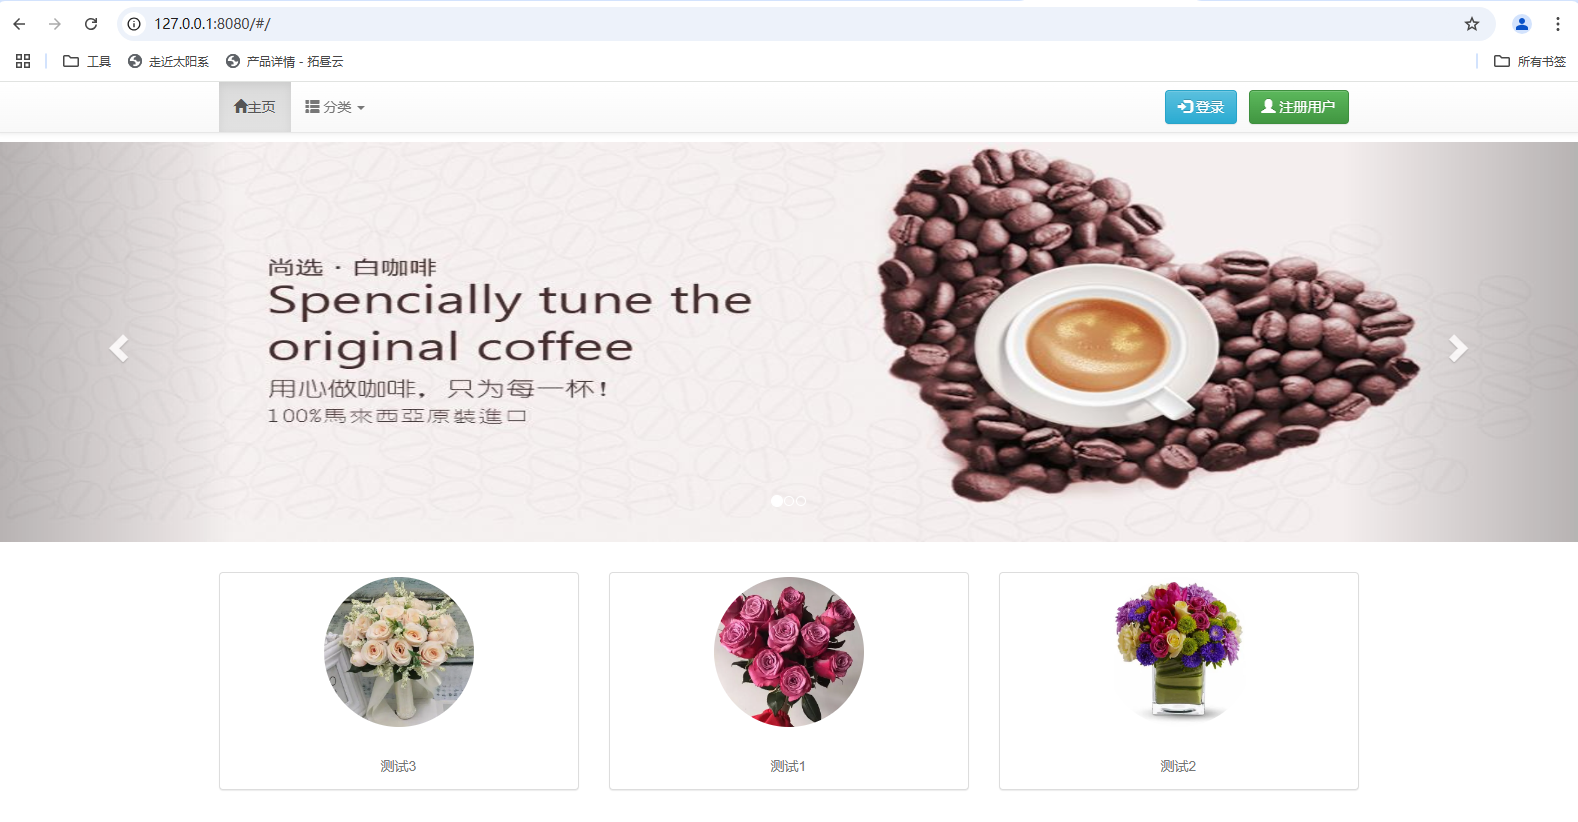 127.0.0.1:8080/#/
工具
走近太阳系
产品详情 - 拓昼云
所有书签
主页
分类
登录
注册用户
尚选 · 白咖啡
Spencially tune the
original coffee
用心做咖啡，只为每一杯！
100%馬來西亞原裝進口
测试3
测试1
测试2